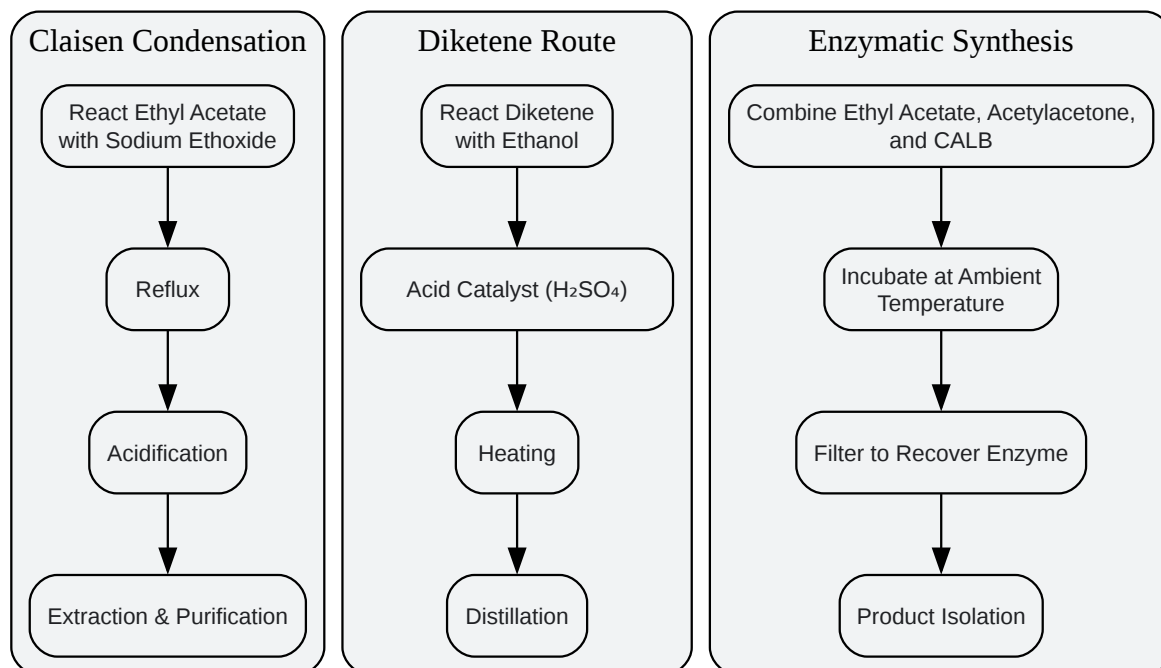 Claisen Condensation
React Ethyl Acetate
with Sodium Ethoxide
Reflux
Acidification
Extraction & Purification
Diketene Route
React Diketene
with Ethanol
Acid Catalyst (H₂SO₄)
Heating
Distillation
Enzymatic Synthesis
Combine Ethyl Acetate, Acetylacetone,
and CALB
Incubate at Ambient
Temperature
Filter to Recover Enzyme
Product Isolation